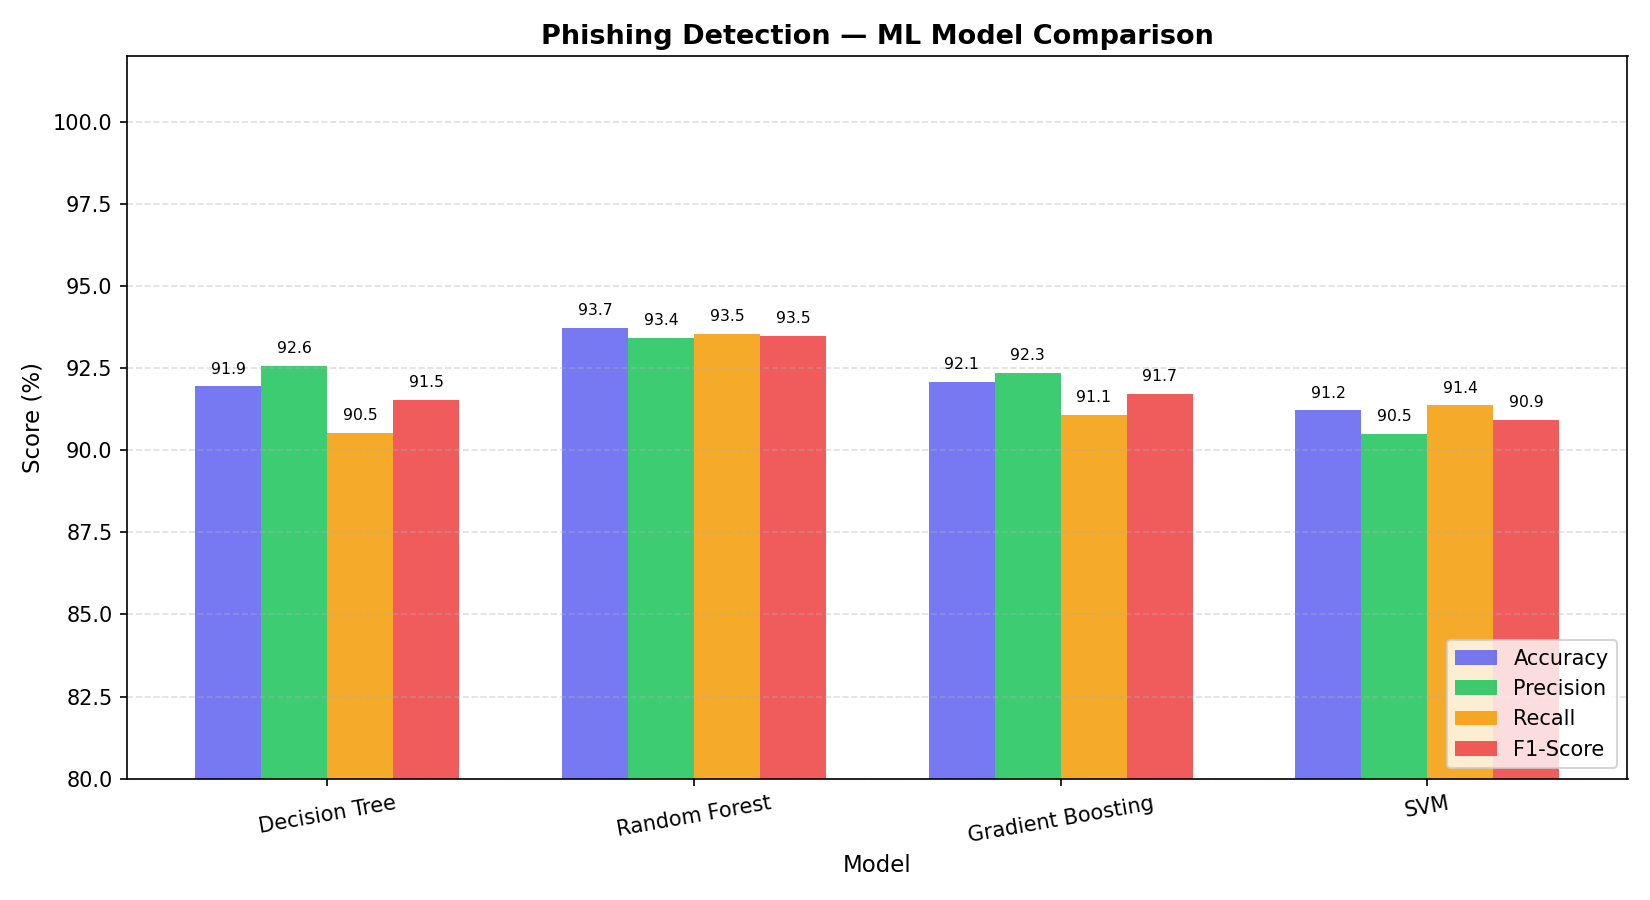 Phishing Detection — ML Model Comparison
Score (%)
100.0
97.5
95.0
92.5
90.0
87.5
85.0
82.5
80.0
91.9
92.6
90.5
91.5
93.7
93.4
93.5
93.5
92.1
92.3
91.1
91.7
91.2
90.5
91.4
90.9
Accuracy
Precision
Recall
F1-Score
Decision Tree
Random Forest
Gradient Boosting
SVM
Model